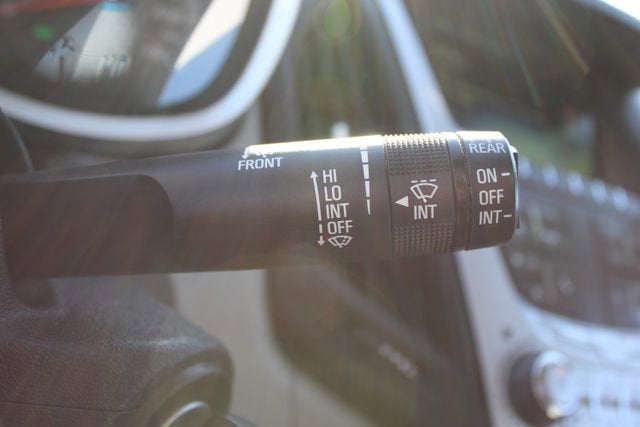 FRONT
HI
LO
INT
OFF
INT
REAR
ON
OFF
INT